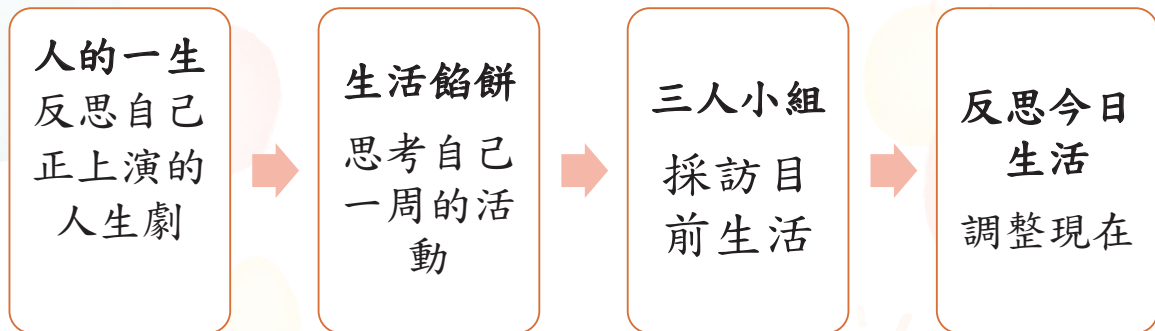 人的一生
反思自己
正上演的
人生劇
生活餡餅
思考自己
一周的活
動
三人小組
採訪目
前生活
反思今日
生活
調整現在